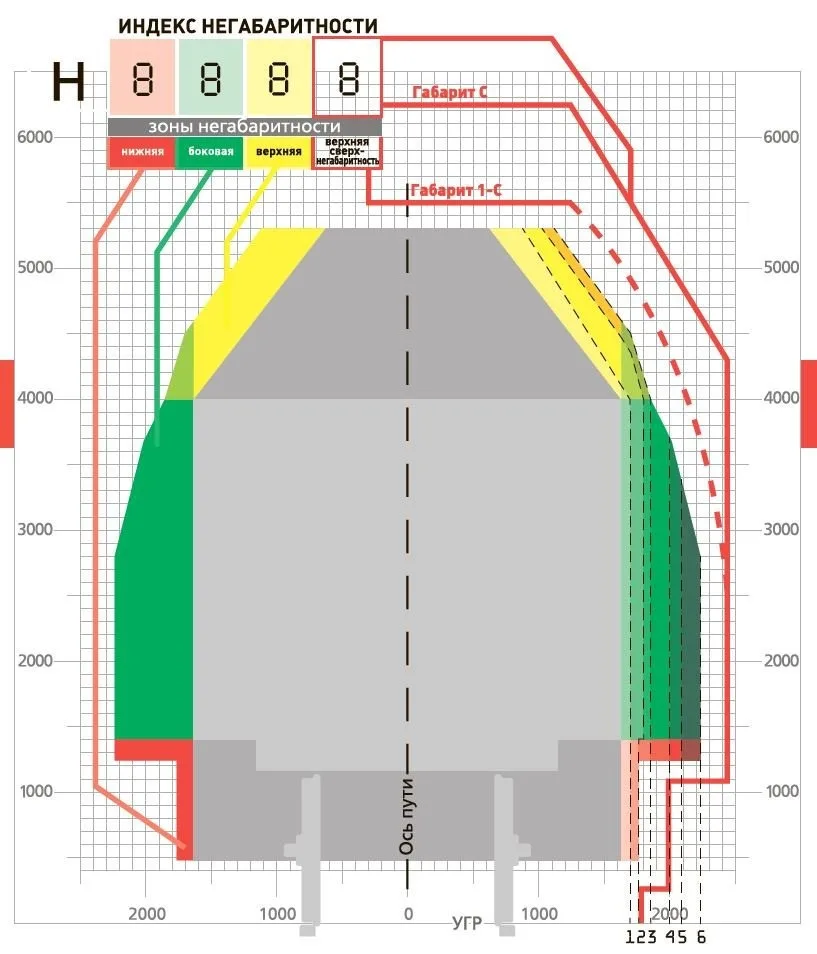 ИНДЕКС НЕГАБАРИТНОСТИ
Н 8 8 8 8
Габарит С
зоны негабаритности
нижняя боковая верхняя верхняя сверх-негабаритность
Габарит 1-С
6000 6000
5000 5000
4000 4000
3000 3000
2000 2000
1000 1000
Ось пути
2000 1000 0 1000 2000
УГР
1 2 3 4 5 6